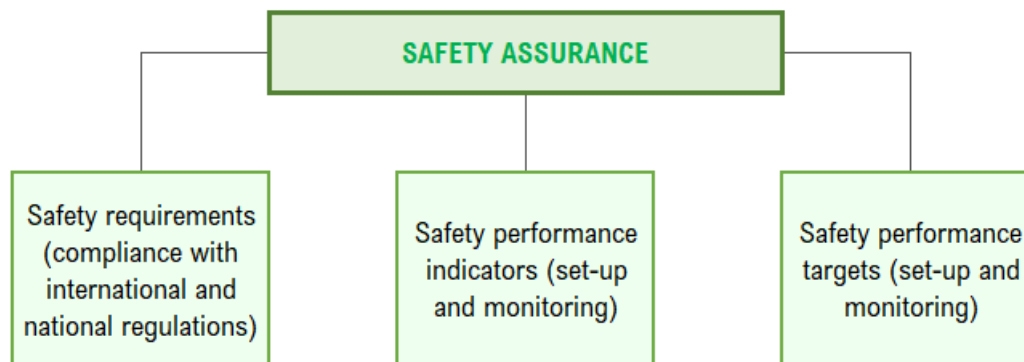 SAFETY ASSURANCE
Safety requirements
(compliance with
international and
national regulations)
Safety performance
indicators (set-up
and monitoring)
Safety performance
targets (set-up and
monitoring)